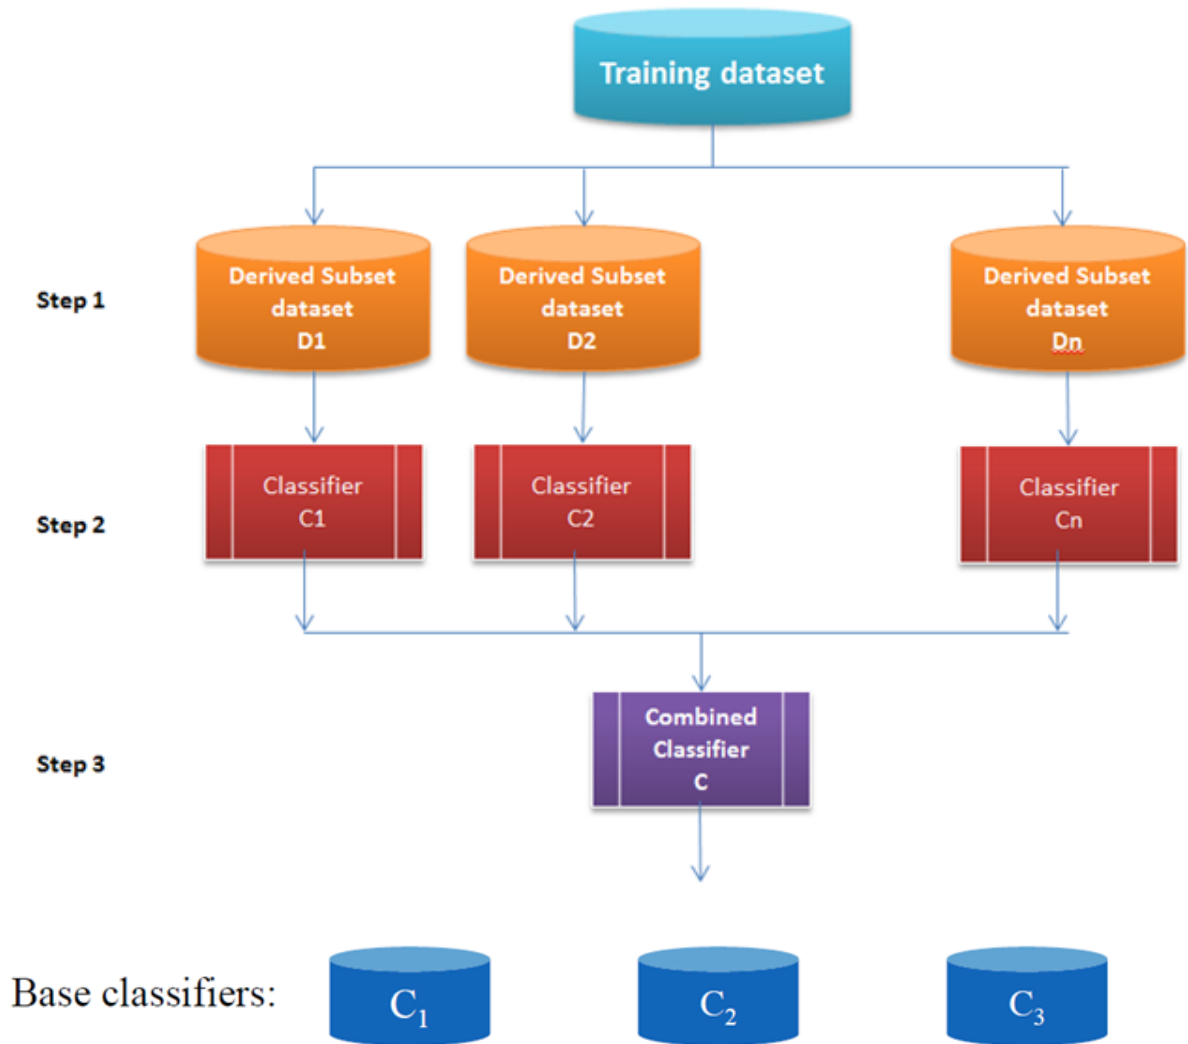 Training dataset
Step 1
Derived Subset
dataset
D1
Derived Subset
dataset
D2
Derived Subset
dataset
Dn
Step 2
Classifier
C1
Classifier
C2
Classifier
Cn
Step 3
Combined
Classifier
C
Base classifiers:
C1
C2
C3